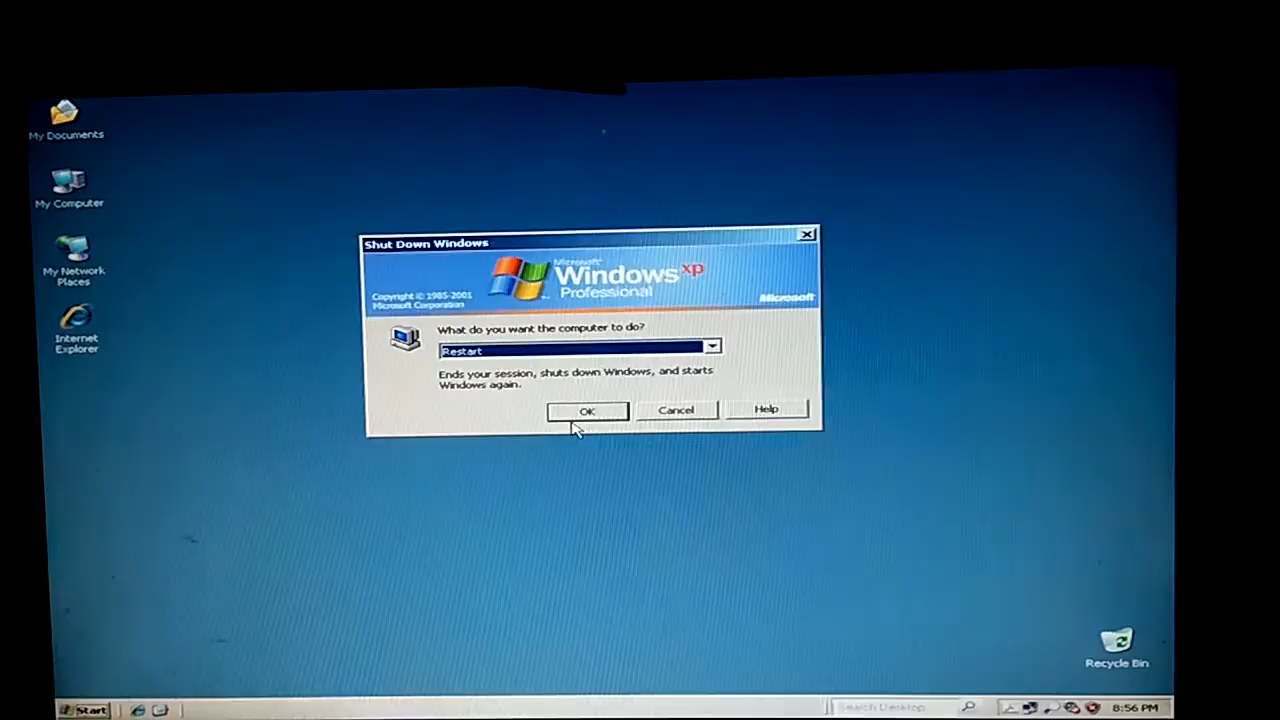 My Documents
My Computer
My Network
Places
Internet
Explorer
Shut Down Windows
Microsoft
Windows xp
Professional
Copyright © 1985-2001
Microsoft Corporation
Microsoft
What do you want the computer to do?
Restart
Ends your session, shuts down Windows, and starts
Windows again.
OK
Cancel
Help
Recycle Bin
Start
Search Desktop
8:56 PM